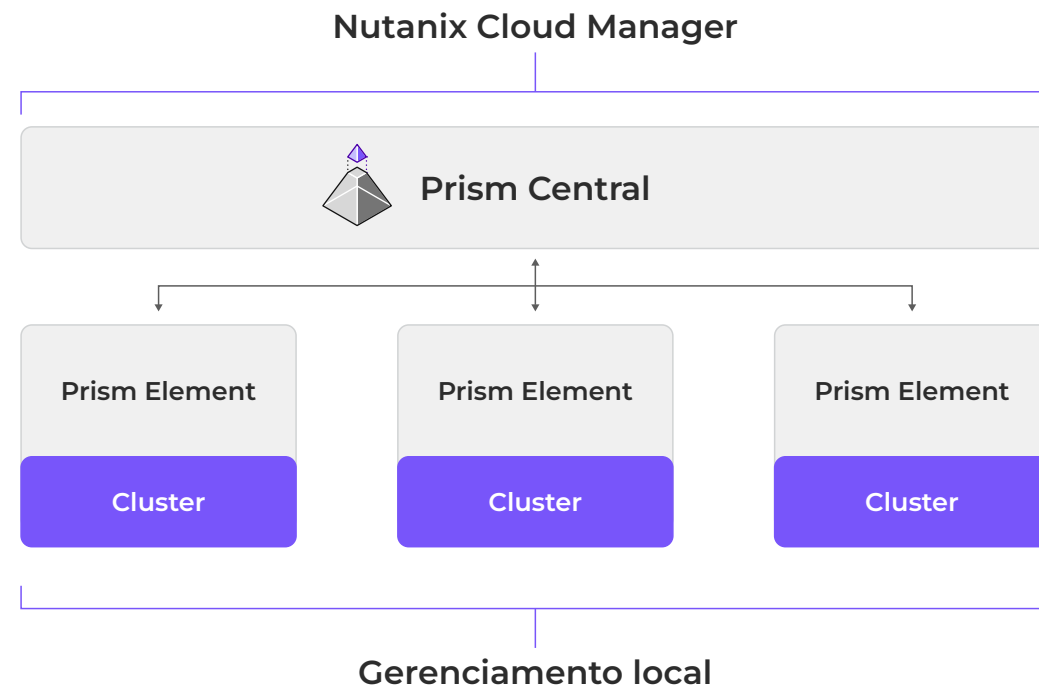 Nutanix Cloud Manager
Prism Central
Prism Element
Prism Element
Prism Element
Cluster
Cluster
Cluster
Gerenciamento local